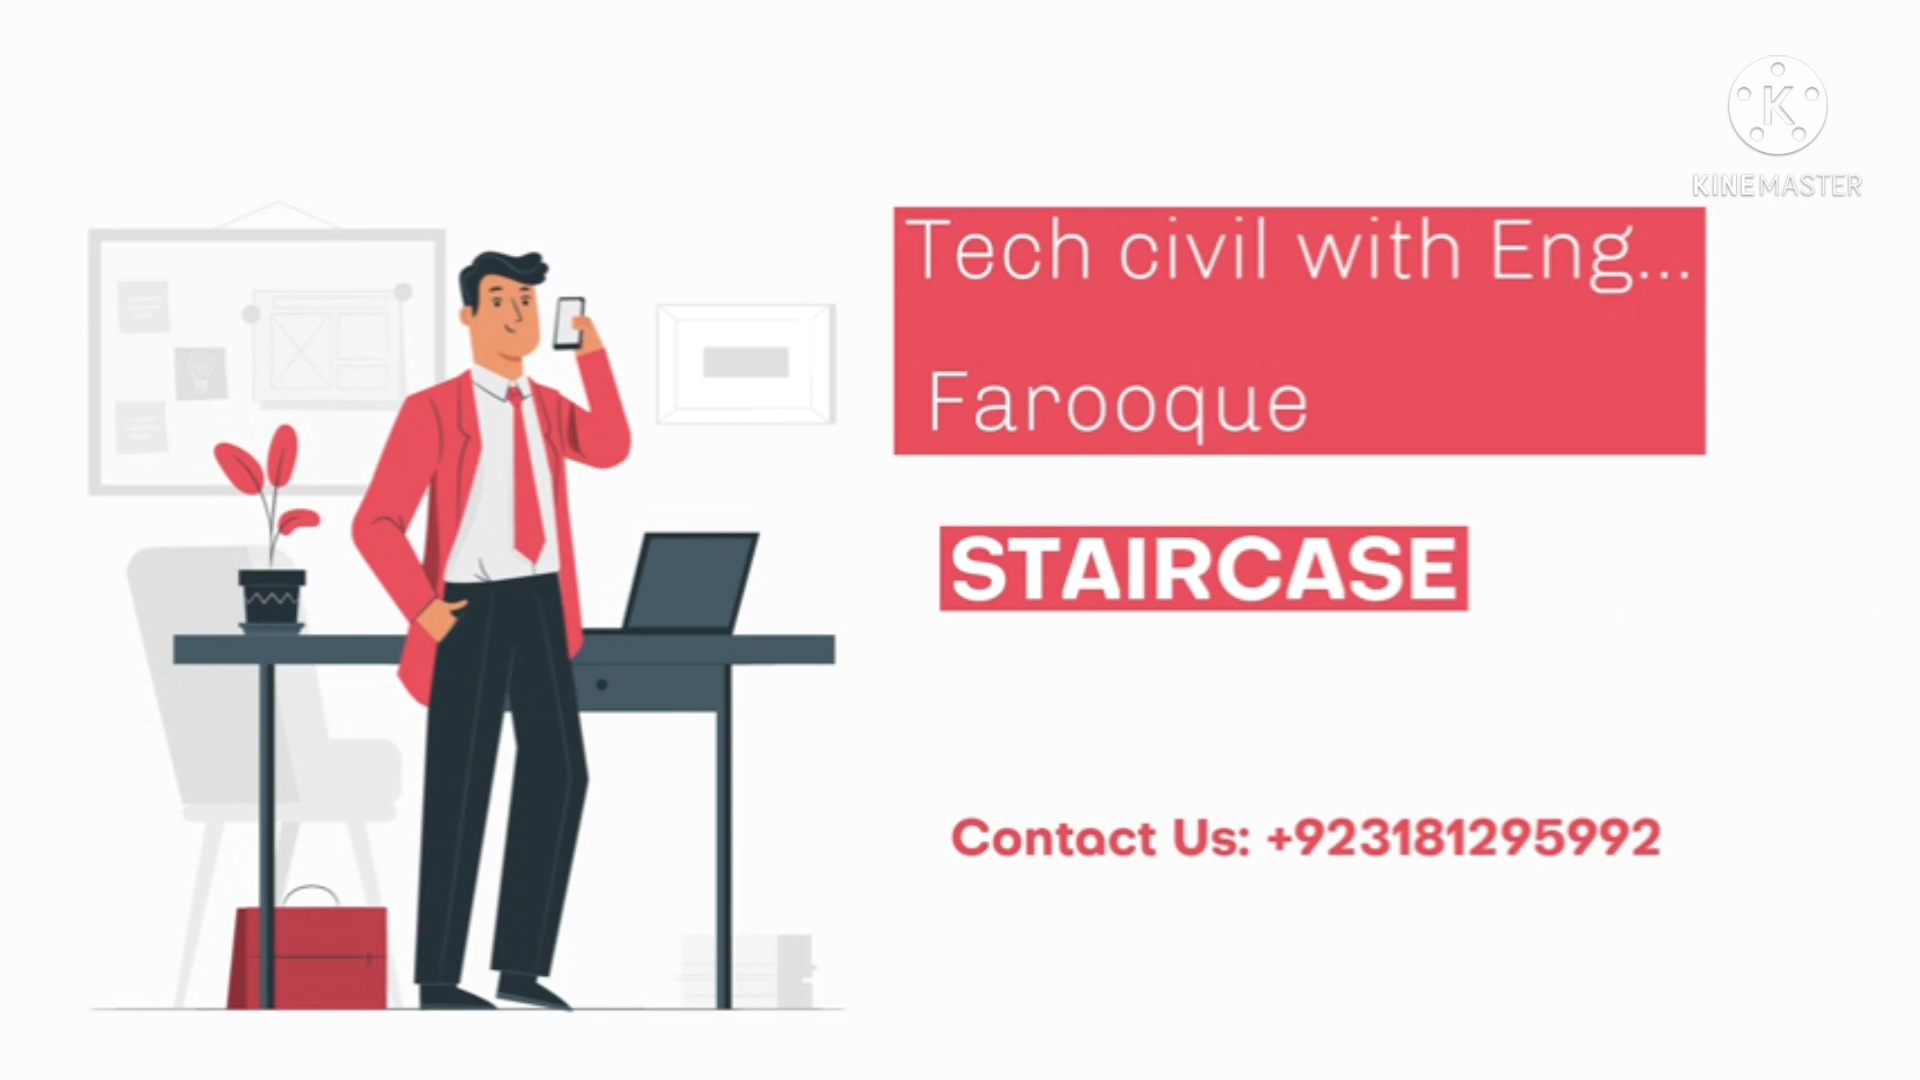 K
KINEMASTER
Tech civil with Eng...
Farooque
STAIRCASE
Contact Us: +923181295992